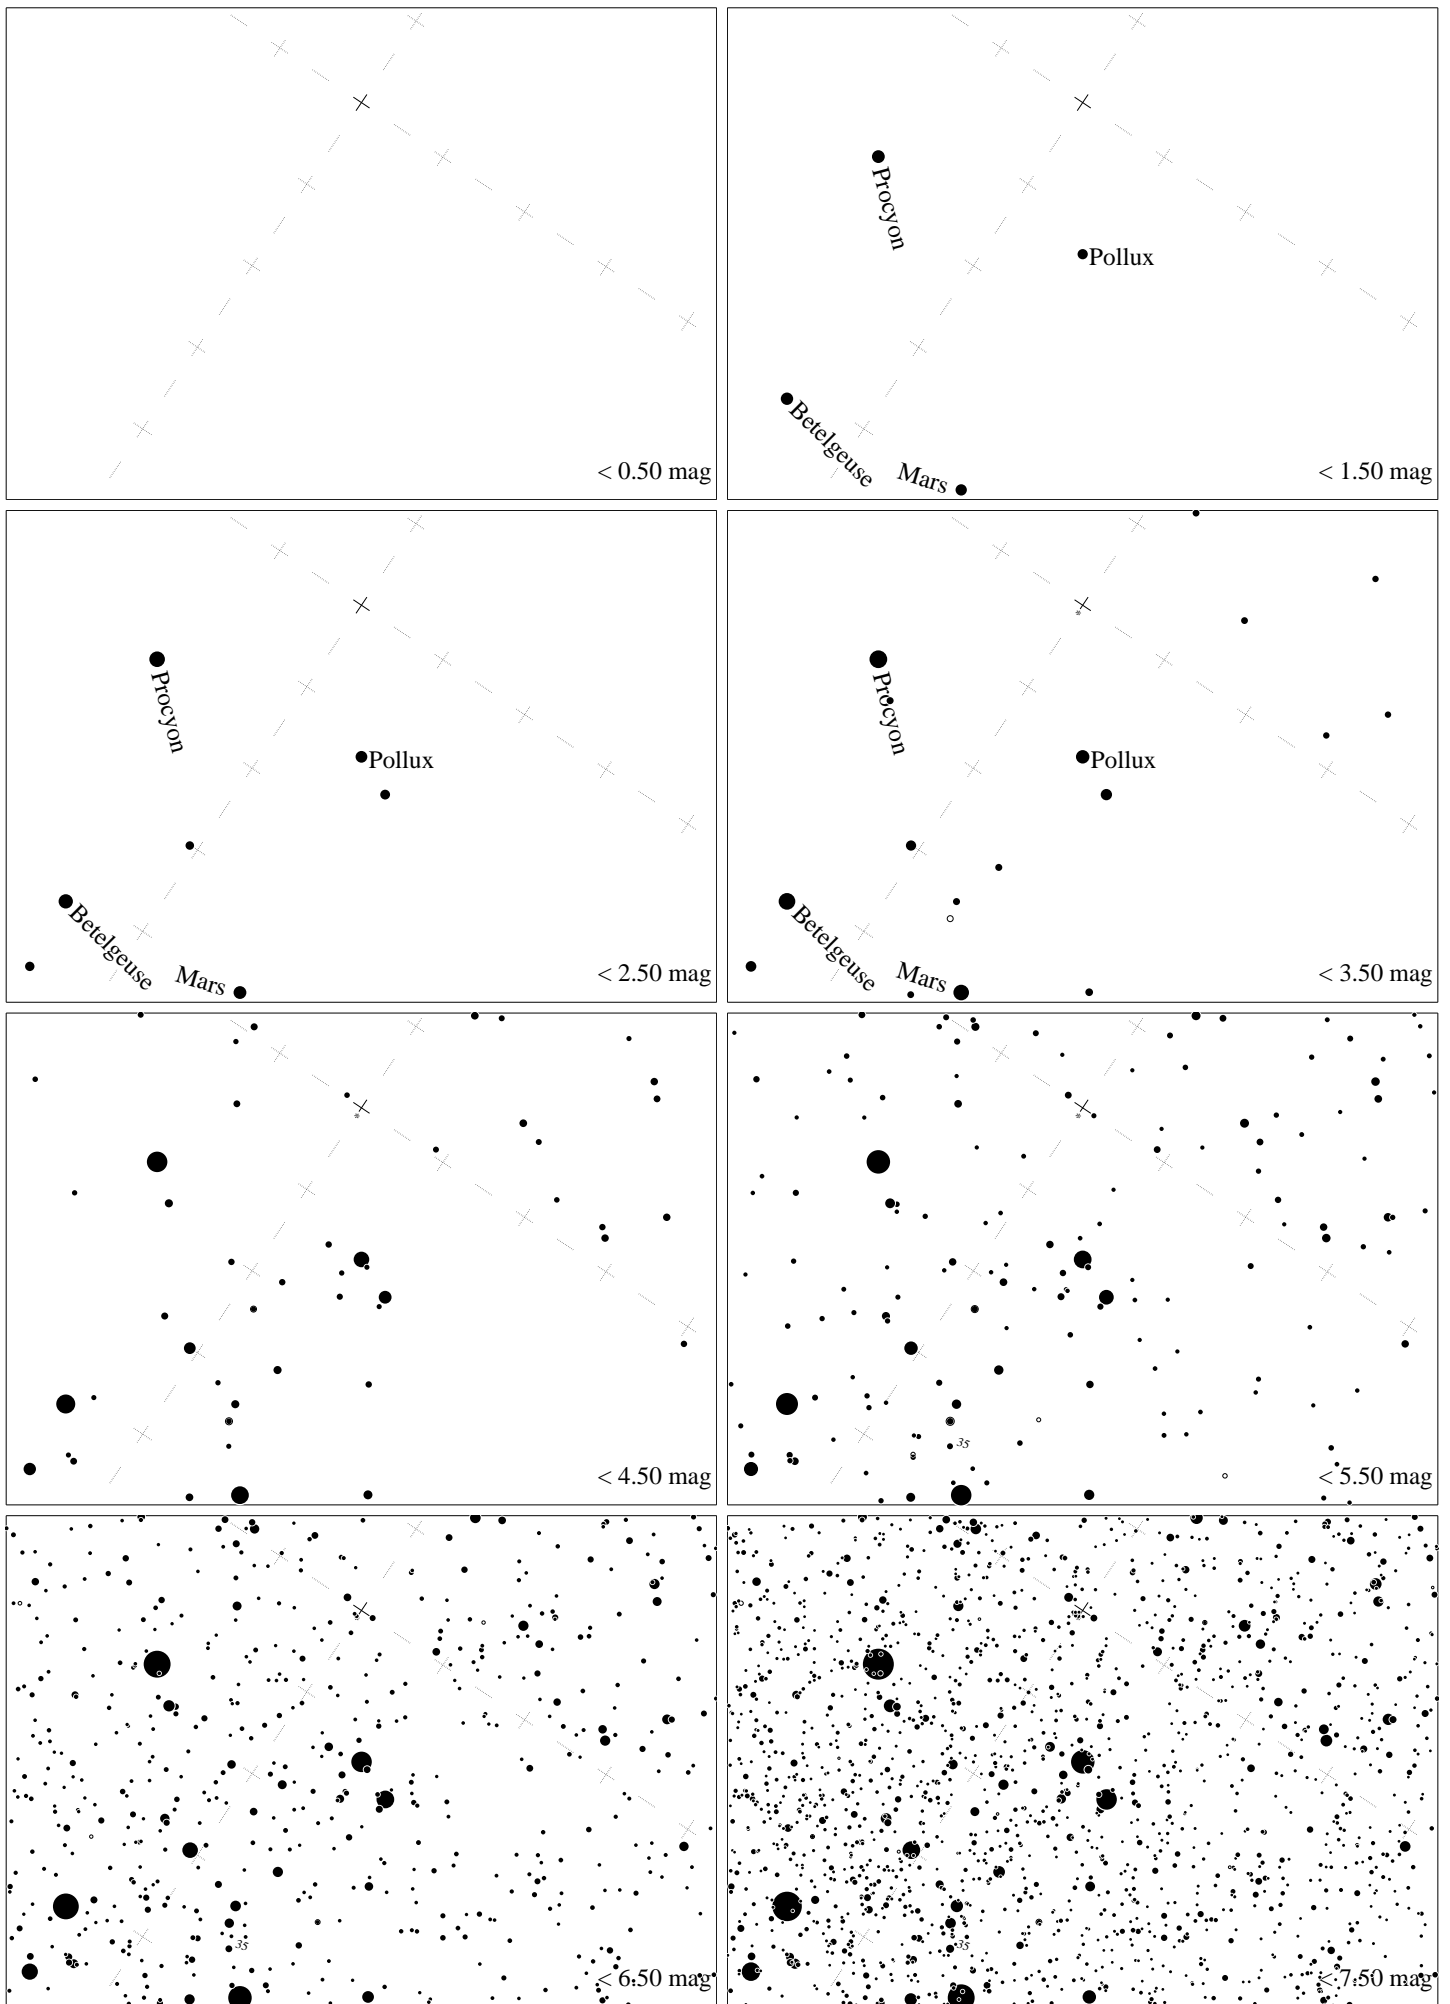 < 0.50 mag
Procyon
Pollux
Betelgeuse
Mars
< 1.50 mag
Procyon
Pollux
Betelgeuse
Mars
< 2.50 mag
Procyon
Pollux
Betelgeuse
Mars
< 3.50 mag
< 4.50 mag
35
< 5.50 mag
35
< 6.50 mag
35
< 7.50 mag